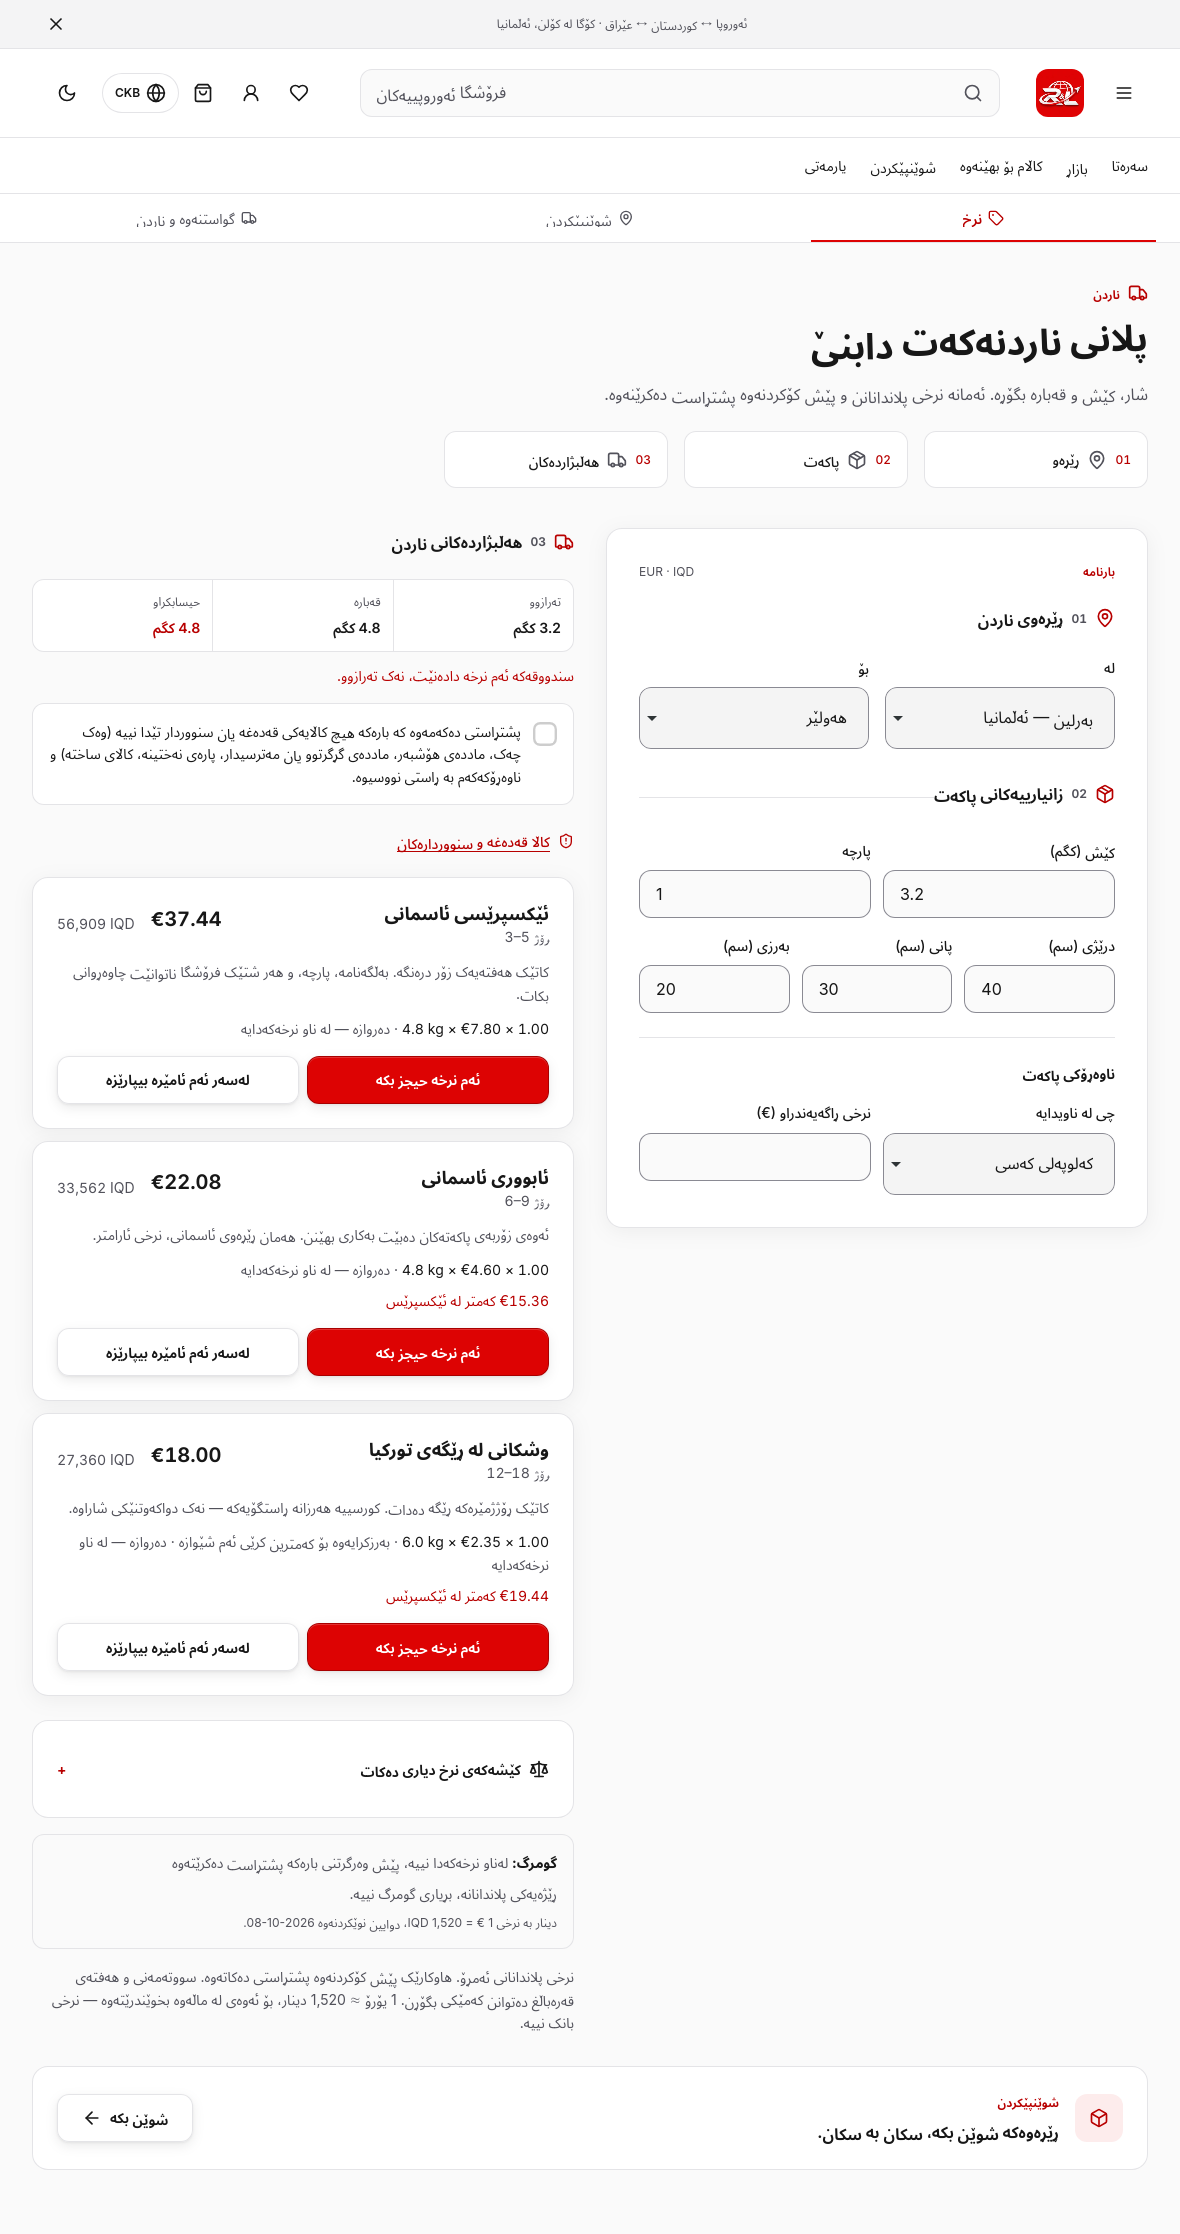 ئەوروپا ↔ کوردستان ↔ عێراق · کۆگا لە کۆلن، ئەڵمانیا
فرۆشگا ئەوروپییەکان
CKB
سەرەتا
بازاڕ
کاڵام بۆ بهێنەوە
شوێنپێکردن
یارمەتی
نرخ
شوێنپێکردن
گواستنەوە و ناردن
ناردن
پلانی ناردنەکەت دابنێ
شار، کێش و قەبارە بگۆڕە. ئەمانە نرخی پلاندانانن و پێش کۆکردنەوە پشتڕاست دەکرێنەوە.
01 ڕێڕەو
02 پاکەت
03 هەڵبژاردەکان
بارنامە
EUR · IQD
01 ڕێڕەوی ناردن
لە
بۆ
بەرلین — ئەڵمانیا
هەولێر
02 زانیارییەکانی پاکەت
کێش (کگم)
پارچە
3.2
1
درێژی (سم)
پانی (سم)
بەرزی (سم)
40
30
20
ناوەڕۆکی پاکەت
چی لە ناویدایە
نرخی ڕاگەیەندراو (€)
کەلوپەلی کەسی
03 هەڵبژاردەکانی ناردن
تەرازوو
قەبارە
حیسابکراو
3.2 کگم
4.8 کگم
4.8 کگم
سندووقەکە ئەم نرخە دادەنێت، نەک تەرازوو.
پشتڕاستی دەکەمەوە کە بارەکە هیچ کاڵایەکی قەدەغە یان سنووردار تێدا نییە (وەک
چەک، ماددەی هۆشبەر، ماددەی گڕگرتوو یان مەترسیدار، پارەی نەختینە، کاڵای ساختە) و
ناوەڕۆکەکەم بە ڕاستی نووسیوە.
کاڵا قەدەغە و سنووردارەکان
ئێکسپرێسی ئاسمانی
€37.44
56,909 IQD
3–5 ڕۆژ
کاتێک هەفتەیەک زۆر درەنگە. بەڵگەنامە، پارچە، و هەر شتێک فرۆشگا ناتوانێت چاوەڕوانی
بکات.
4.8 kg × €7.80 × 1.00 · دەروازە — لە ناو نرخەکەدایە
ئەم نرخە حیجز بکە
لەسەر ئەم ئامێرە بیپارێزە
ئابووری ئاسمانی
€22.08
33,562 IQD
6–9 ڕۆژ
ئەوەی زۆربەی پاکەتەکان دەبێت بەکاری بهێنن. هەمان ڕێڕەوی ئاسمانی، نرخی ئارامتر.
4.8 kg × €4.60 × 1.00 · دەروازە — لە ناو نرخەکەدایە
€15.36 کەمتر لە ئێکسپرێس
ئەم نرخە حیجز بکە
لەسەر ئەم ئامێرە بیپارێزە
وشکانی لە ڕێگەی تورکیا
€18.00
27,360 IQD
12–18 ڕۆژ
کاتێک ڕۆژژمێرەکە ڕێگە دەدات. کورسییە هەرزانە ڕاستگۆیەکە — نەک دواکەوتنێکی شاراوە.
6.0 kg × €2.35 × 1.00 · بەرزکرایەوە بۆ کەمترین کرێی ئەم شێوازە · دەروازە — لە ناو
نرخەکەدایە
€19.44 کەمتر لە ئێکسپرێس
ئەم نرخە حیجز بکە
لەسەر ئەم ئامێرە بیپارێزە
کێشەکەی نرخ دیاری دەکات
+
گومرگ: لەناو نرخەکەدا نییە، پێش وەرگرتنی بارەکە پشتڕاست دەکرێتەوە
ڕێژەیەکی پلاندانانە، بڕیاری گومرگ نییە.
دینار بە نرخی 1 € = 1,520 IQD، دوایین نوێکردنەوە 2026-10-08.
نرخی پلاندانانی ئەمڕۆ. هاوکارێک پێش کۆکردنەوە پشتڕاستی دەکاتەوە. سووتەمەنی و هەفتەی
قەرەباڵغ دەتوانن کەمێکی بگۆڕن. 1 یۆرۆ ≈ 1,520 دینار، بۆ ئەوەی لە ماڵەوە بخوێندرێتەوە — نرخی
بانک نییە.
شوێنپێکردن
ڕێڕەوەکە شوێن بکە، سکان بە سکان.
شوێن بکە